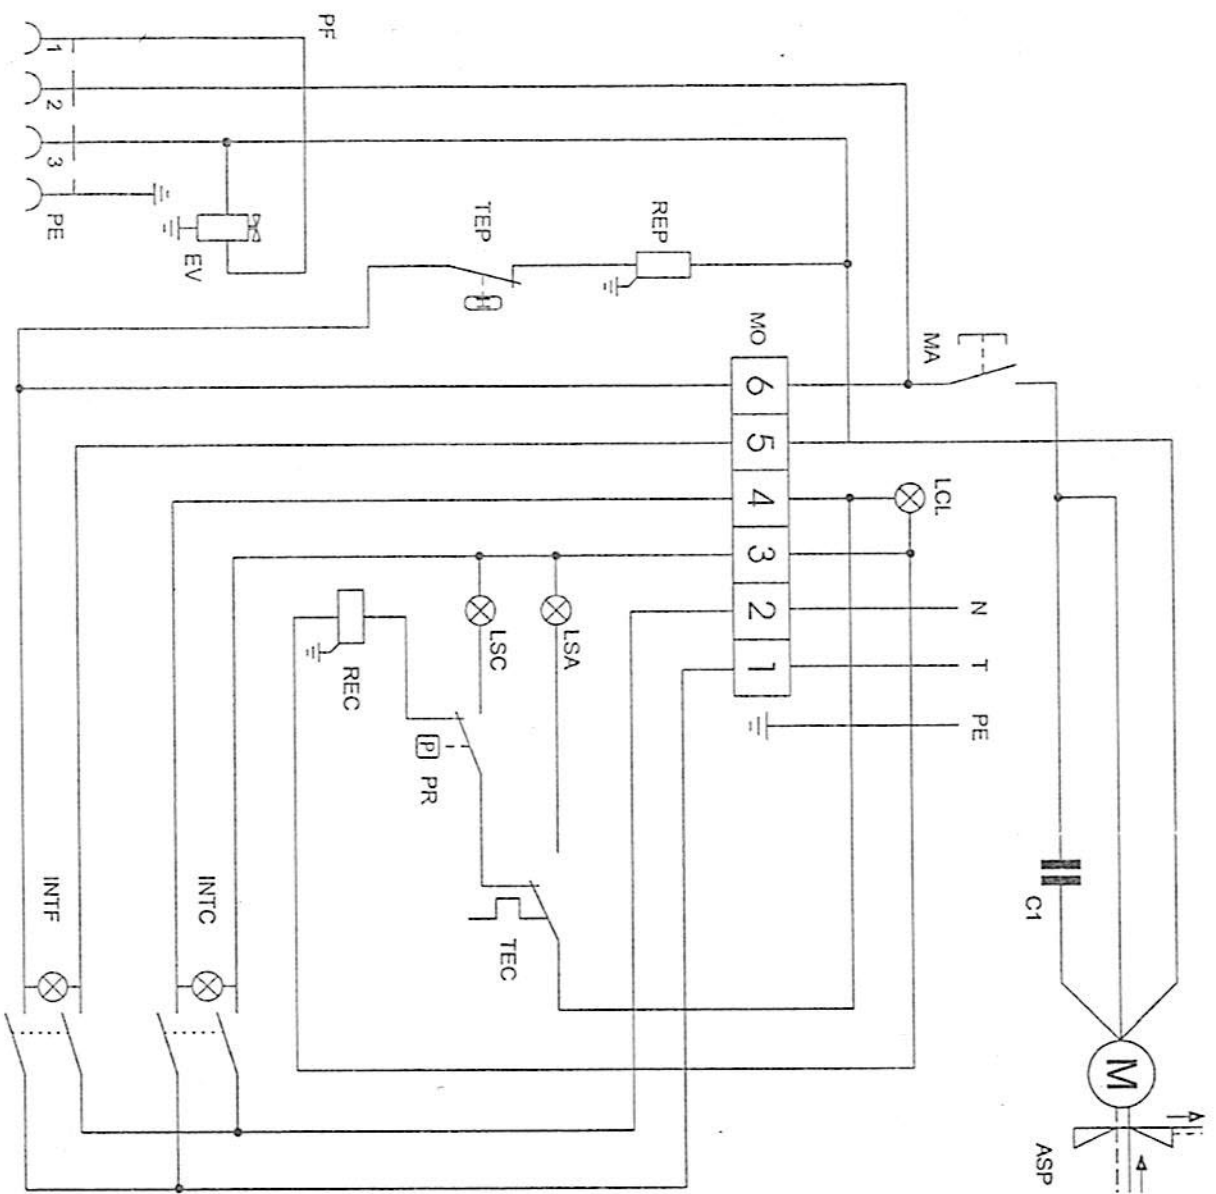 PF
1
2
3
PE
EV
TEP
REP
MO
MA
6
5
4
3
2
1
LCL
N
T
PE
LSC
LSA
REC
P
PR
TEC
C1
INTF
INTC
M
ASP